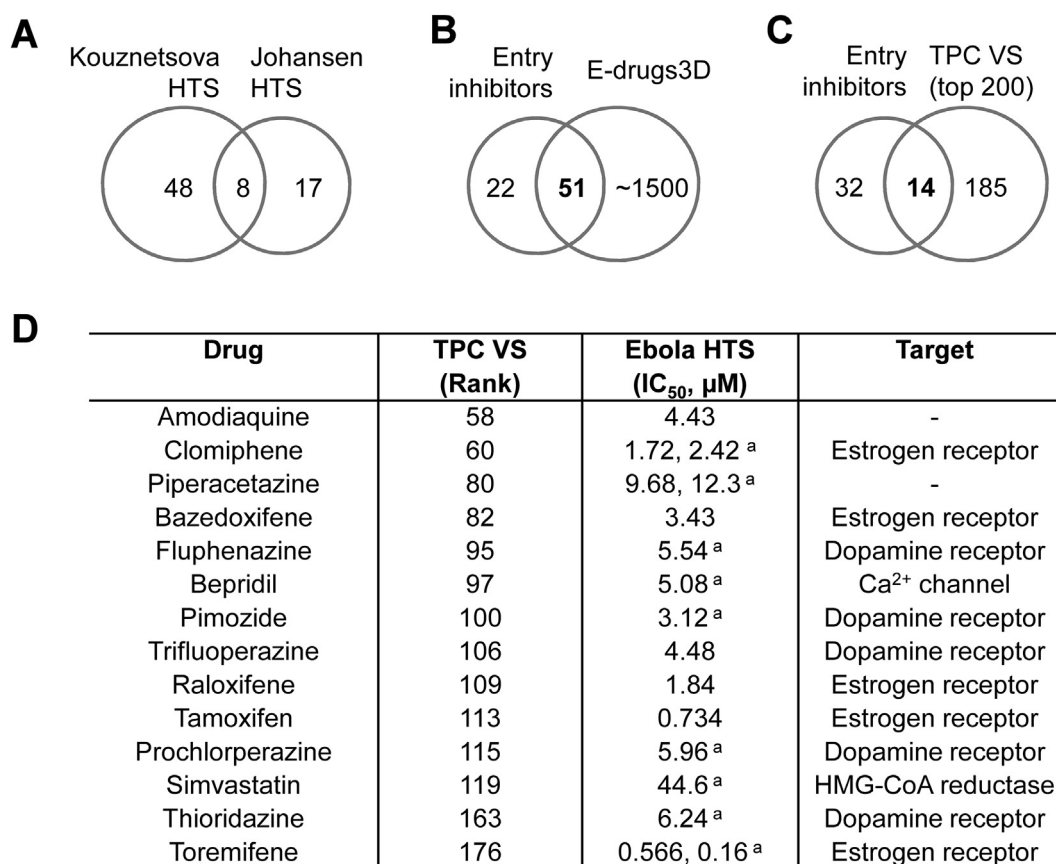 A
Kouznetsova
HTS
Johansen
HTS
48
8
17
B
Entry
inhibitors
E-drugs3D
22
51
~1500
C
Entry
inhibitors
TPC VS
(top 200)
32
14
185
D
Drug TPC VS Ebola HTS Target
(Rank) (IC₅₀, µM)
Amodiaquine 58 4.43 -
Clomiphene 60 1.72, 2.42 ᵃ Estrogen receptor
Piperacetazine 80 9.68, 12.3 ᵃ -
Bazedoxifene 82 3.43 Estrogen receptor
Fluphenazine 95 5.54 ᵃ Dopamine receptor
Bepridil 97 5.08 ᵃ Ca²⁺ channel
Pimozide 100 3.12 ᵃ Dopamine receptor
Trifluoperazine 106 4.48 Dopamine receptor
Raloxifene 109 1.84 Estrogen receptor
Tamoxifen 113 0.734 Estrogen receptor
Prochlorperazine 115 5.96 ᵃ Dopamine receptor
Simvastatin 119 44.6 ᵃ HMG-CoA reductase
Thioridazine 163 6.24 ᵃ Dopamine receptor
Toremifene 176 0.566, 0.16 ᵃ Estrogen receptor